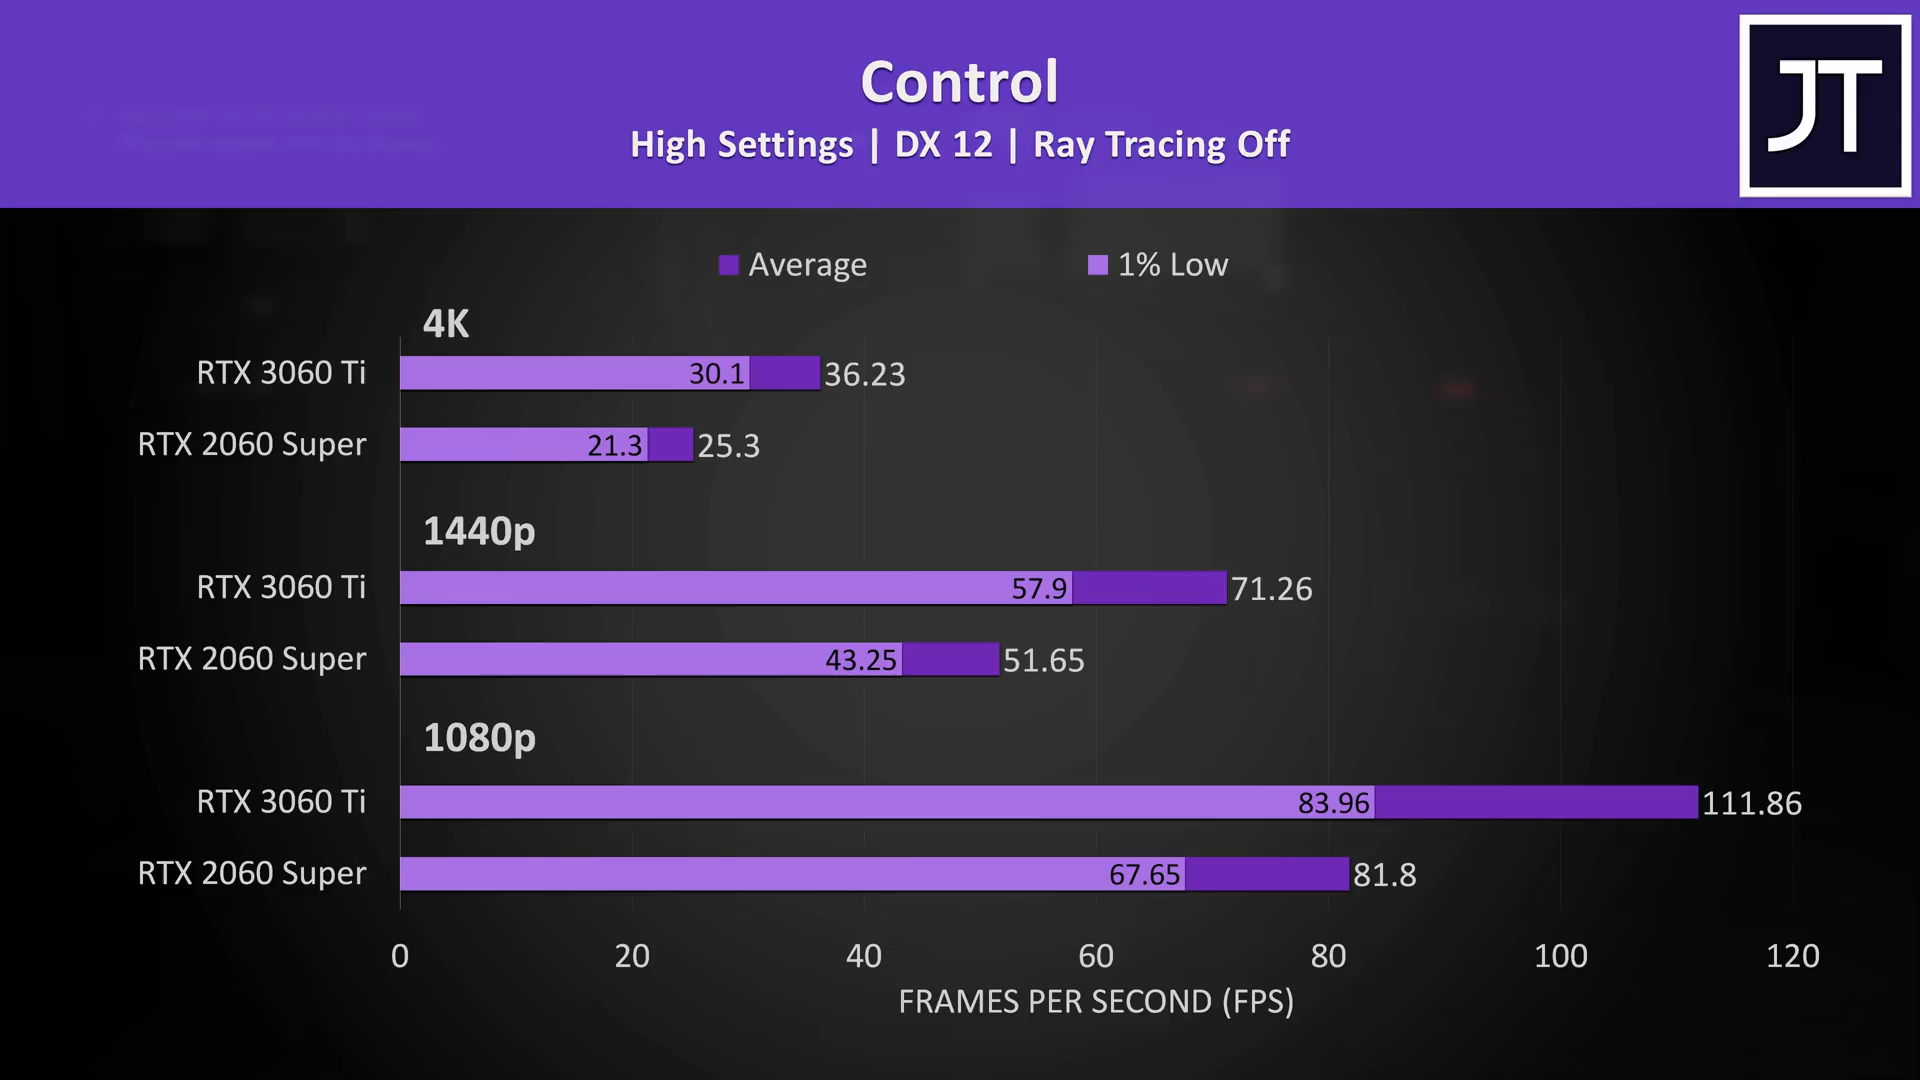 Control
JT
High Settings | DX 12 | Ray Tracing Off
Average 1% Low
4K
RTX 3060 Ti 30.1 36.23
RTX 2060 Super 21.3 25.3
1440p
RTX 3060 Ti 57.9 71.26
RTX 2060 Super 43.25 51.65
1080p
RTX 3060 Ti 83.96 111.86
RTX 2060 Super 67.65 81.8
0 20 40 60 80 100 120
FRAMES PER SECOND (FPS)